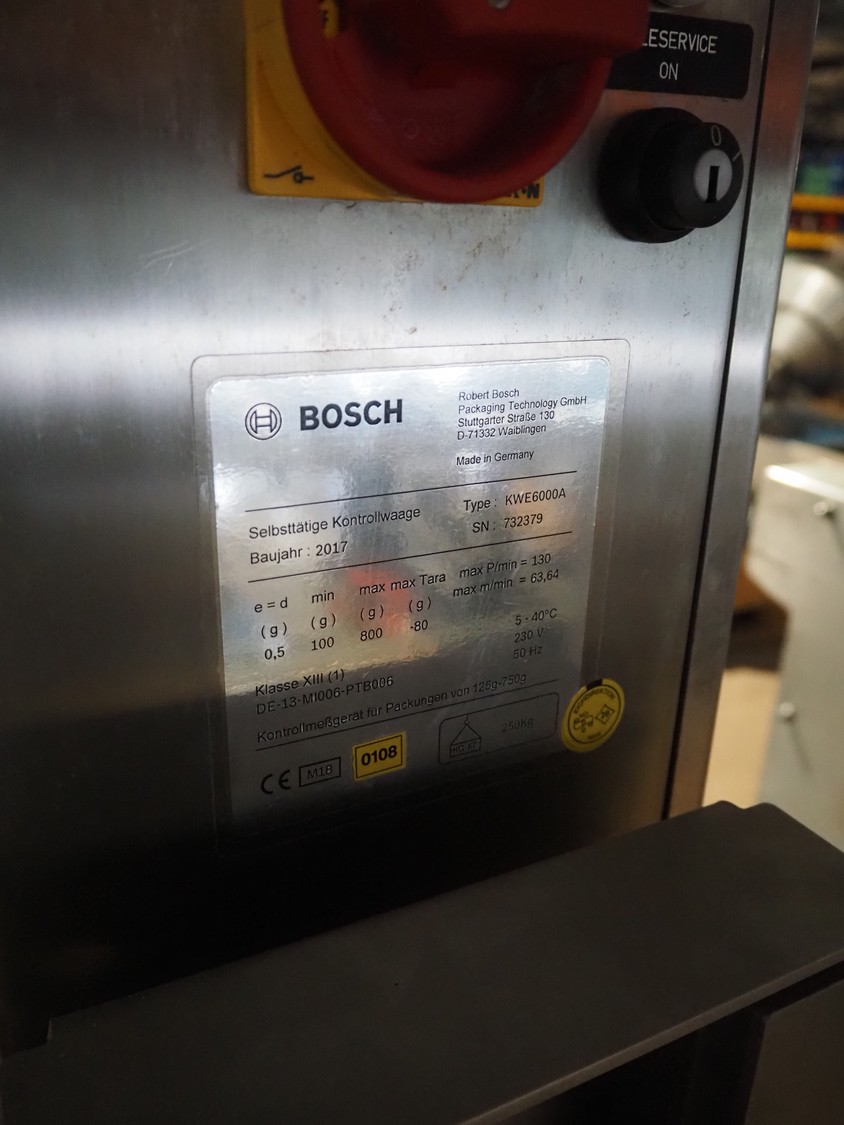 ESERVICE
ON
0
BOSCH
Robert Bosch
Packaging Technology GmbH
Stuttgarter Straße 130
D-71332 Waiblingen
Made in Germany
Selbsttätige Kontrollwaage
Type : KWE6000A
Baujahr : 2017
SN : 732379
e = d min max max Tara max P/min = 130
( g ) ( g ) ( g ) ( g ) max m/min = 63,64
0,5 100 800 -80
5 - 40°C
230 V
50 Hz
Klasse XIII (1)
DE-13-MI006-PTB006
Kontrollmeßgerät für Packungen von 125g-750g
CE M18 0108
250KG